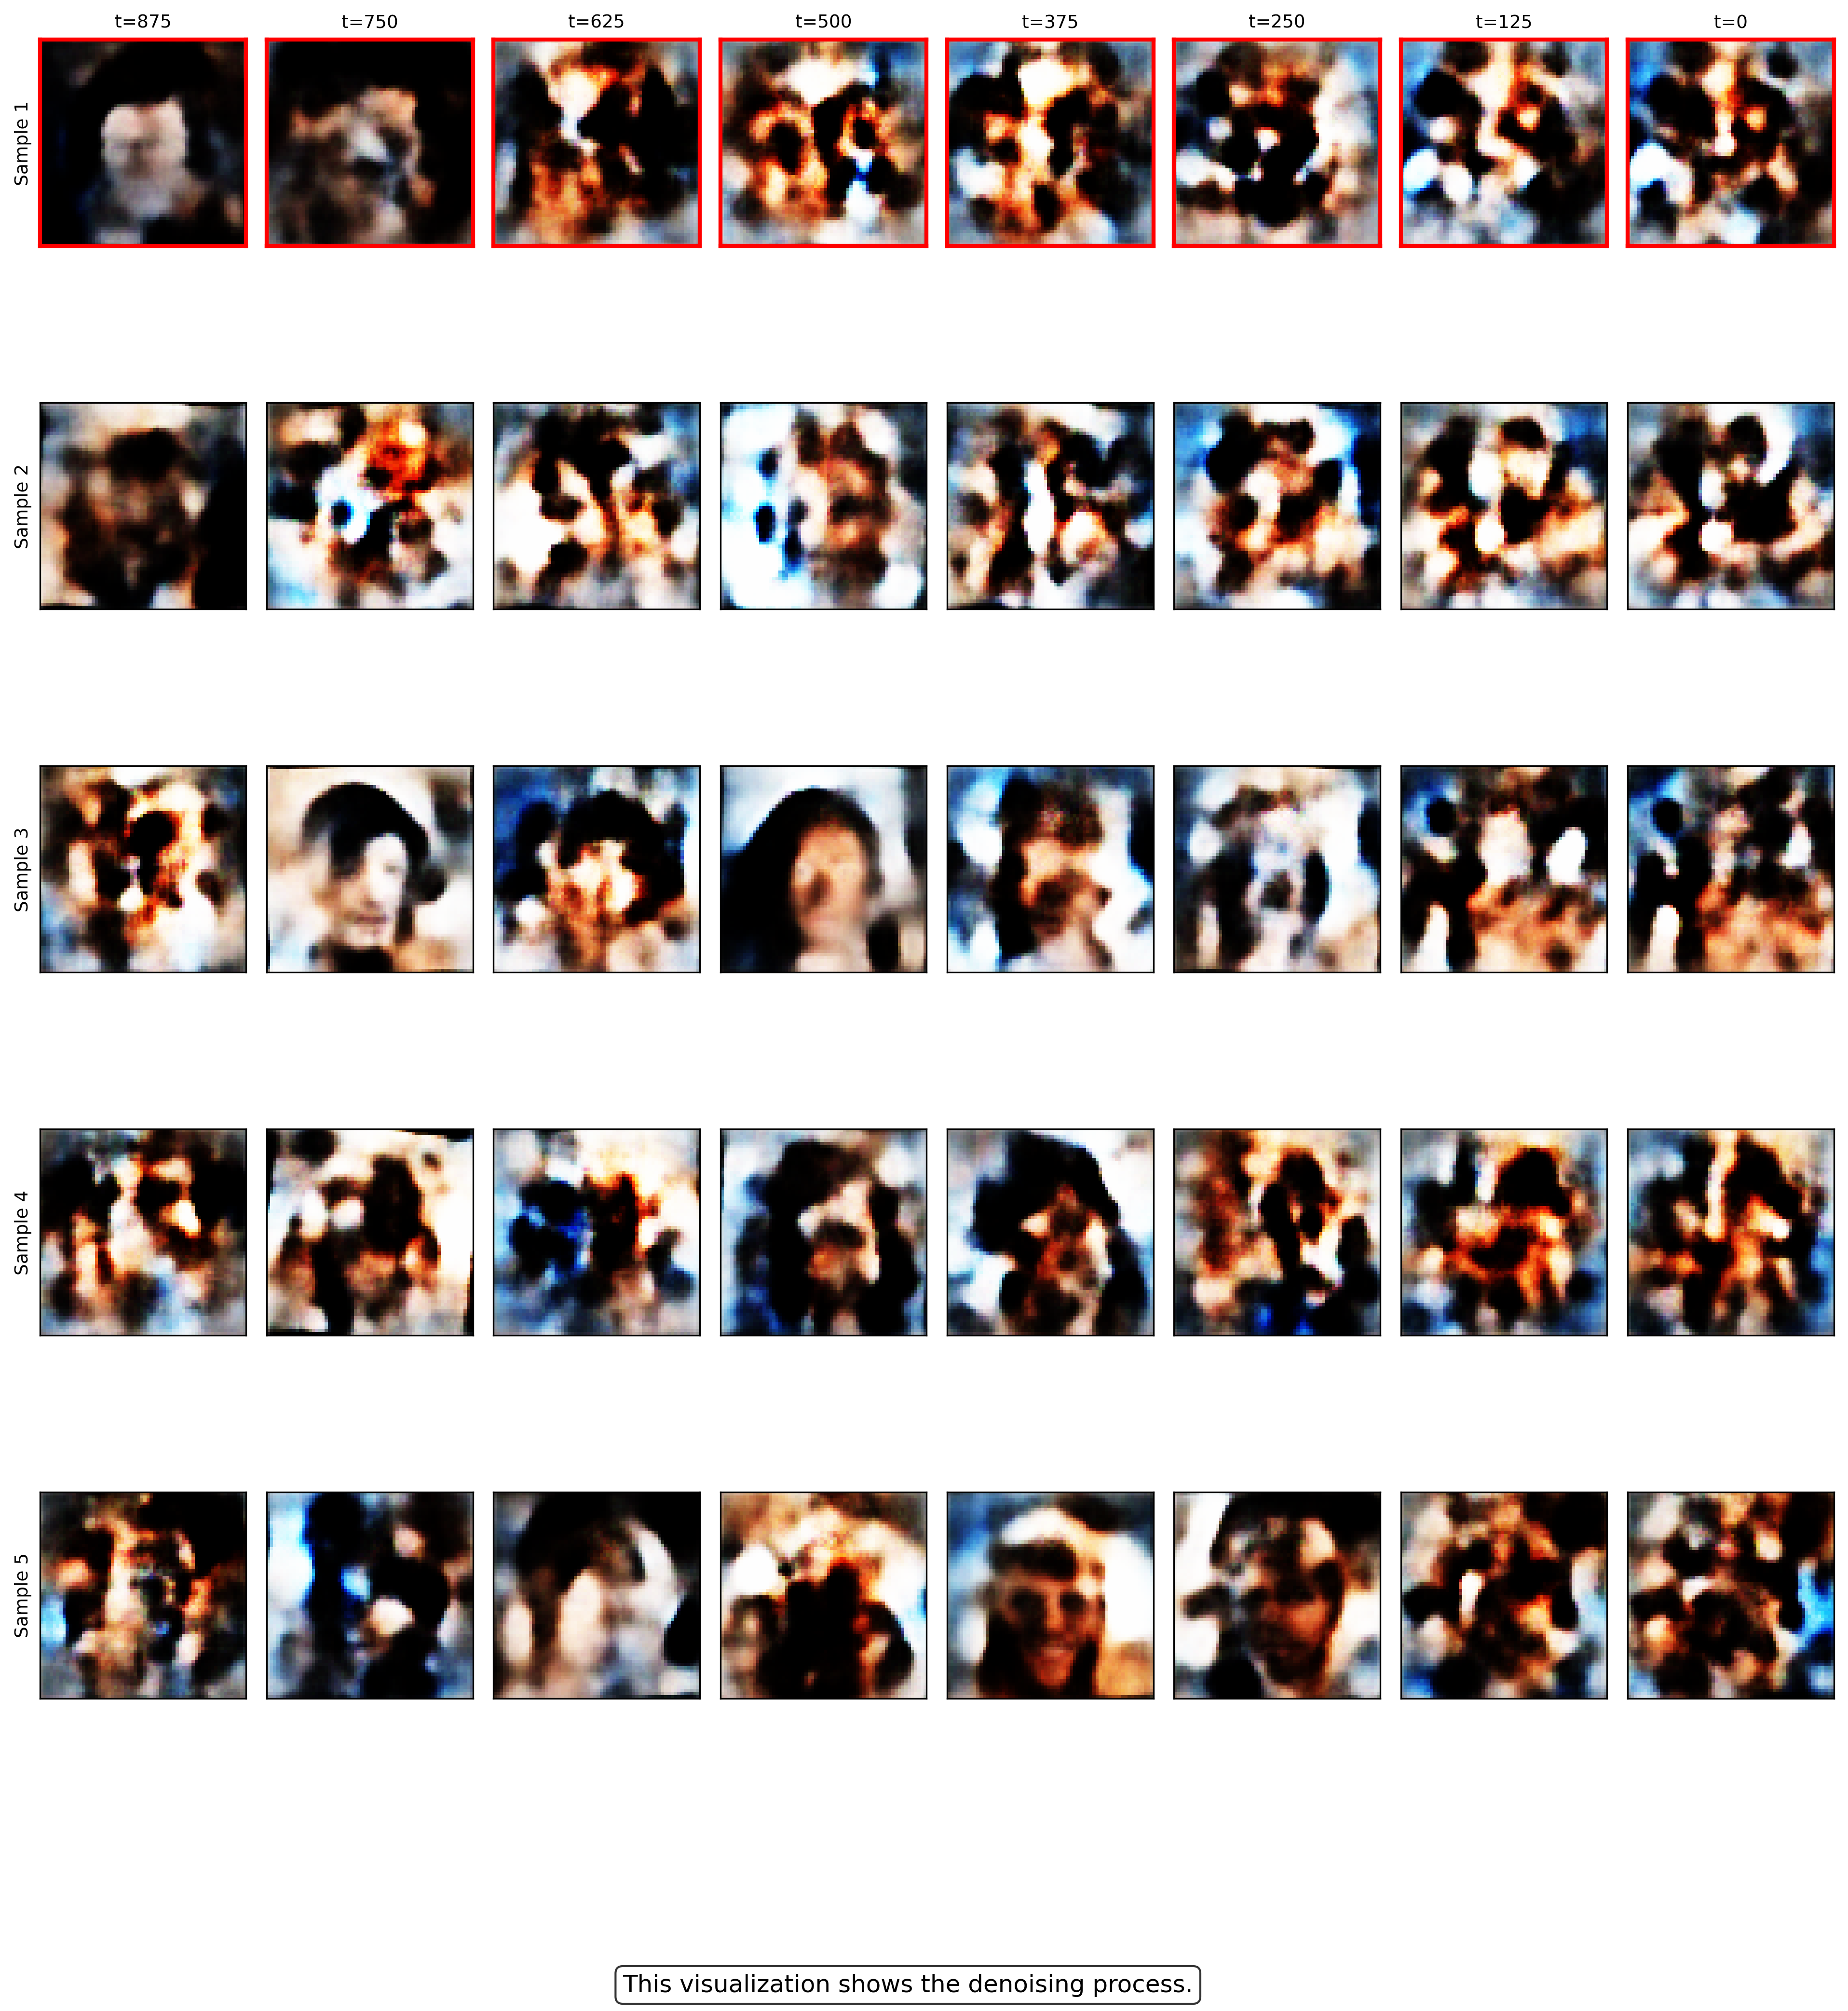 t=875 t=750 t=625 t=500 t=375 t=250 t=125 t=0
Sample 1
Sample 2
Sample 3
Sample 4
Sample 5
This visualization shows the denoising process.